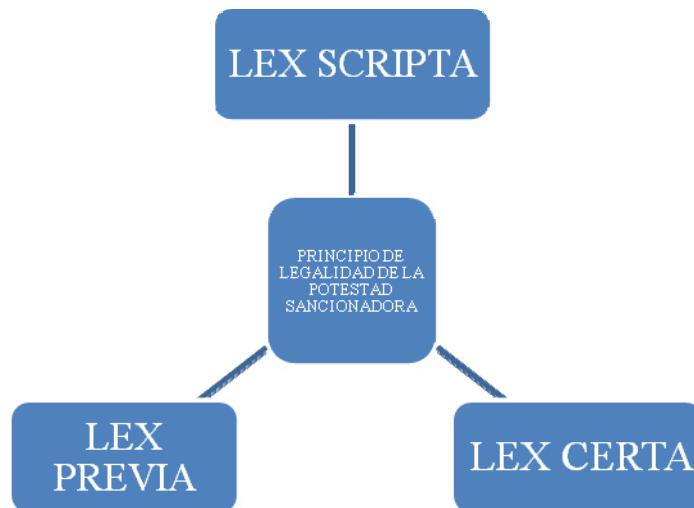 LEX SCRIPTA
PRINCIPIO DE
LEGALIDAD DE LA
POTESTAD
SANCIONADORA
LEX
PREVIA
LEX CERTA